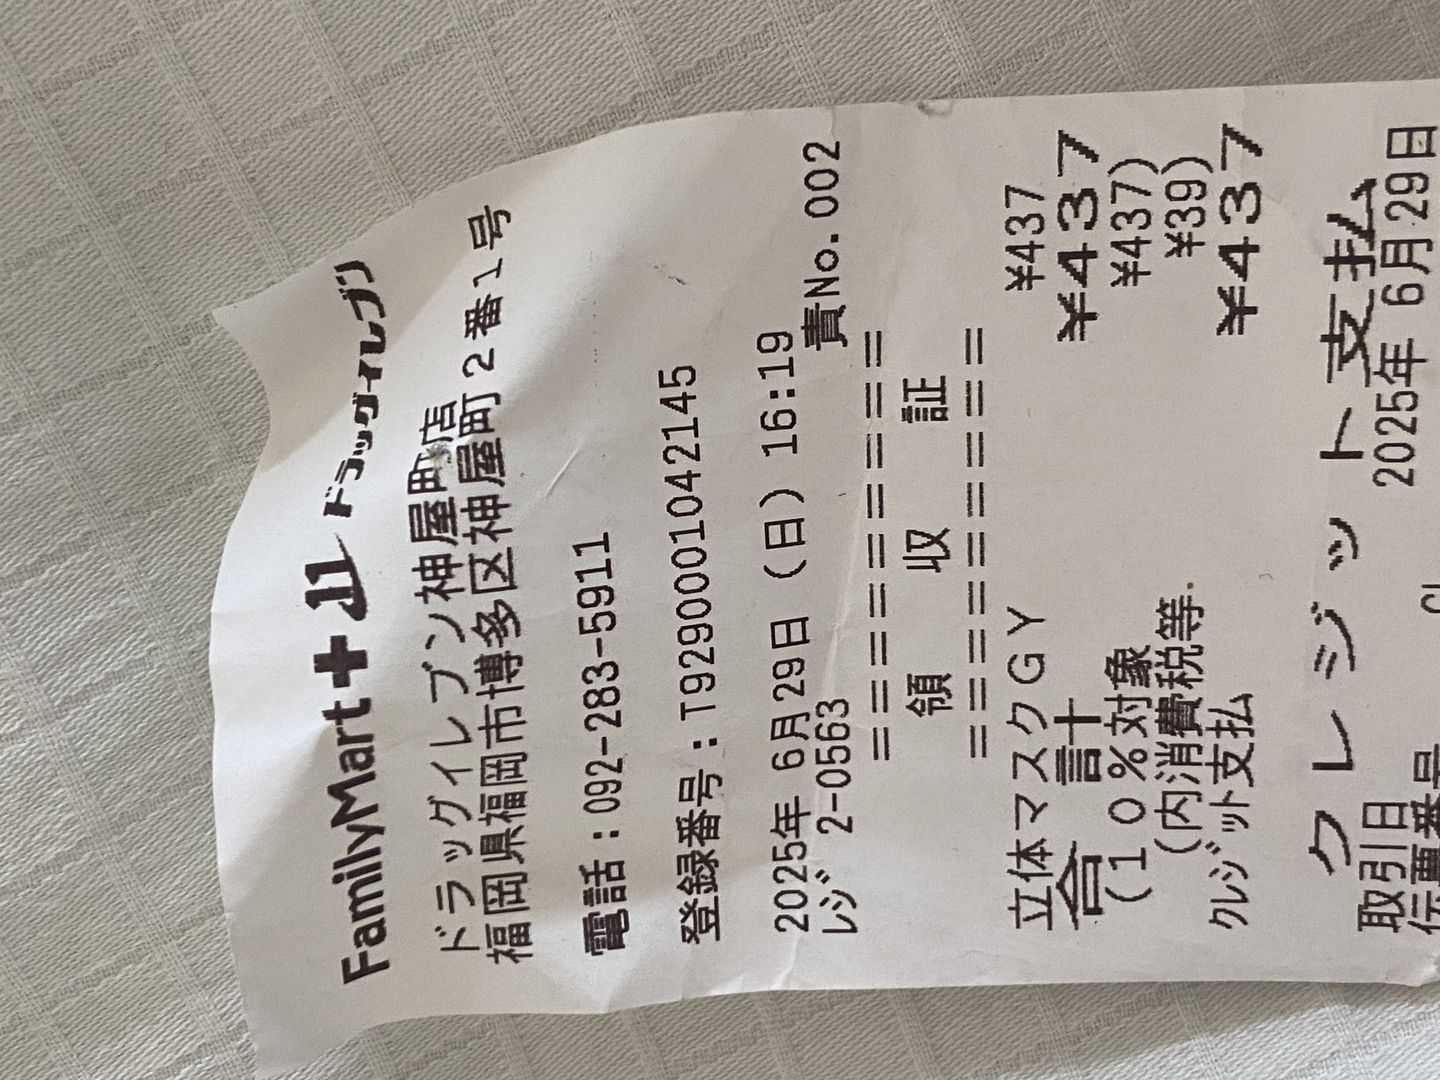 FamilyMart + 11 ドラッグイレブン
ドラッグイレブン神屋町店
福岡県福岡市博多区神屋町2番1号
電話:092-283-5911
登録番号:T9290001042145
2025年 6月29日(日)16:19
レジ 2-0563 責No.002
===========
領 収 証
===========
立体マスクGY ¥437
合 計 ¥437
(10%対象 ¥437)
(内消費税等 ¥39)
クレジット支払 ¥437
クレジット支払
取引日 2025年 6月29日
伝票番号